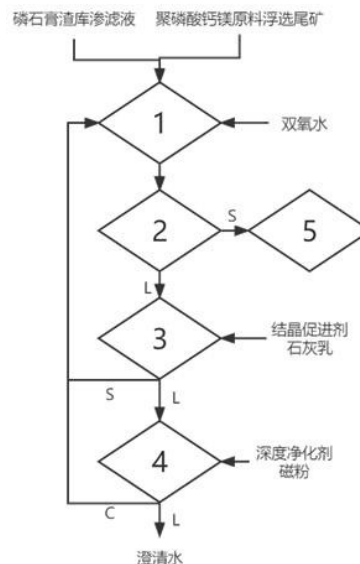 磷石膏渣库渗滤液 聚磷酸钙镁原料浮选尾矿
1
双氧水
2
S
5
L
3
结晶促进剂
石灰乳
S
L
4
深度净化剂
磁粉
C
L
澄清水